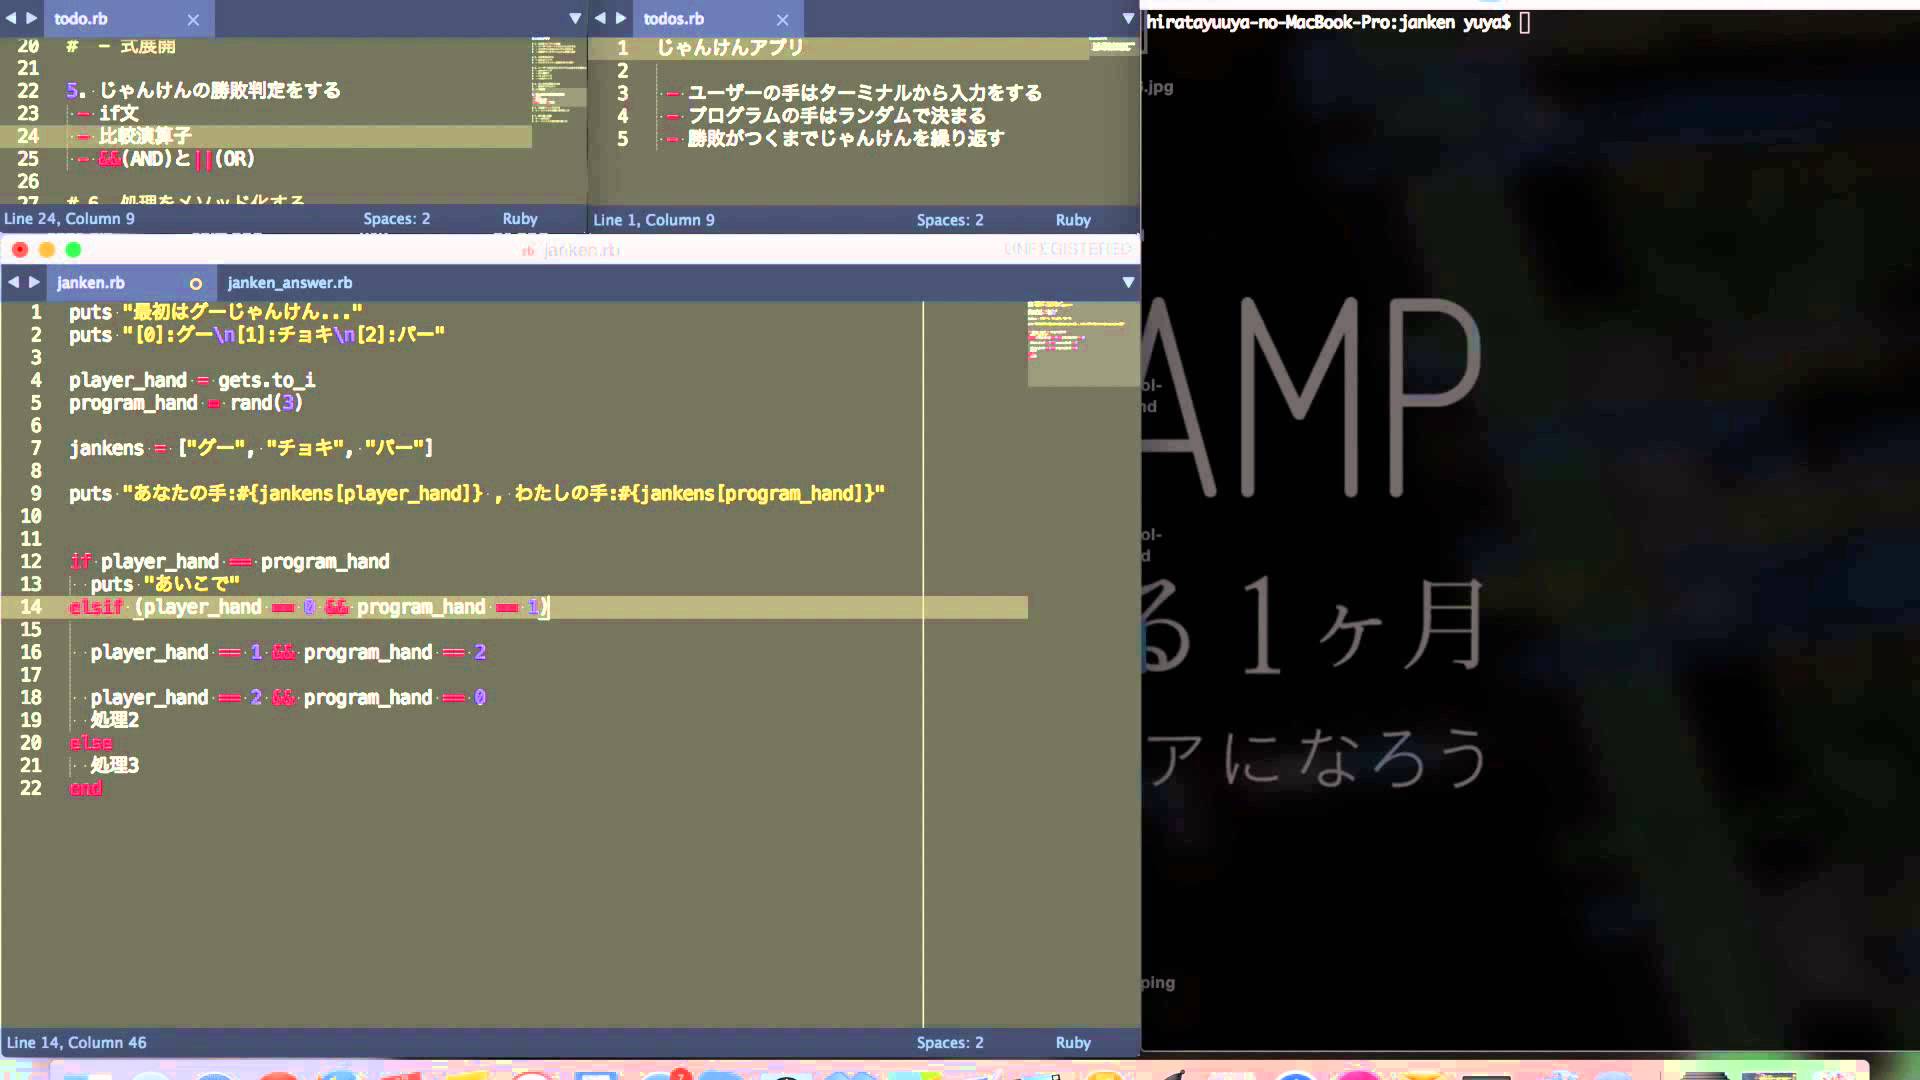 todo.rb
20 # - 式展開
21
22 5. じゃんけんの勝敗判定をする
23 - if文
24 - 比較演算子
25 - &&(AND)と||(OR)
26
27 # 6. 処理をメソッド化する
Line 24, Column 9 Spaces: 2 Ruby
todos.rb
1 じゃんけんアプリ
2
3 - ユーザーの手はターミナルから入力をする
4 - プログラムの手はランダムで決まる
5 - 勝敗がつくまでじゃんけんを繰り返す
Line 1, Column 9 Spaces: 2 Ruby
janken.rb
UNREGISTERED
janken.rb janken_answer.rb
1 puts "最初はグーじゃんけん..."
2 puts "[0]:グー\n[1]:チョキ\n[2]:パー"
3
4 player_hand = gets.to_i
5 program_hand = rand(3)
6
7 jankens = ["グー", "チョキ", "パー"]
8
9 puts "あなたの手:#{jankens[player_hand]} , わたしの手:#{jankens[program_hand]}"
10
11
12 if player_hand == program_hand
13 puts "あいこで"
14 elsif (player_hand == 0 && program_hand == 1)
15
16 player_hand == 1 && program_hand == 2
17
18 player_hand == 2 && program_hand == 0
19 処理2
20 else
21 処理3
22 end
Line 14, Column 46 Spaces: 2 Ruby
hiratayuuya-no-MacBook-Pro:janken yuya$
.jpg
AMP
る1ヶ月
アになろう
ping